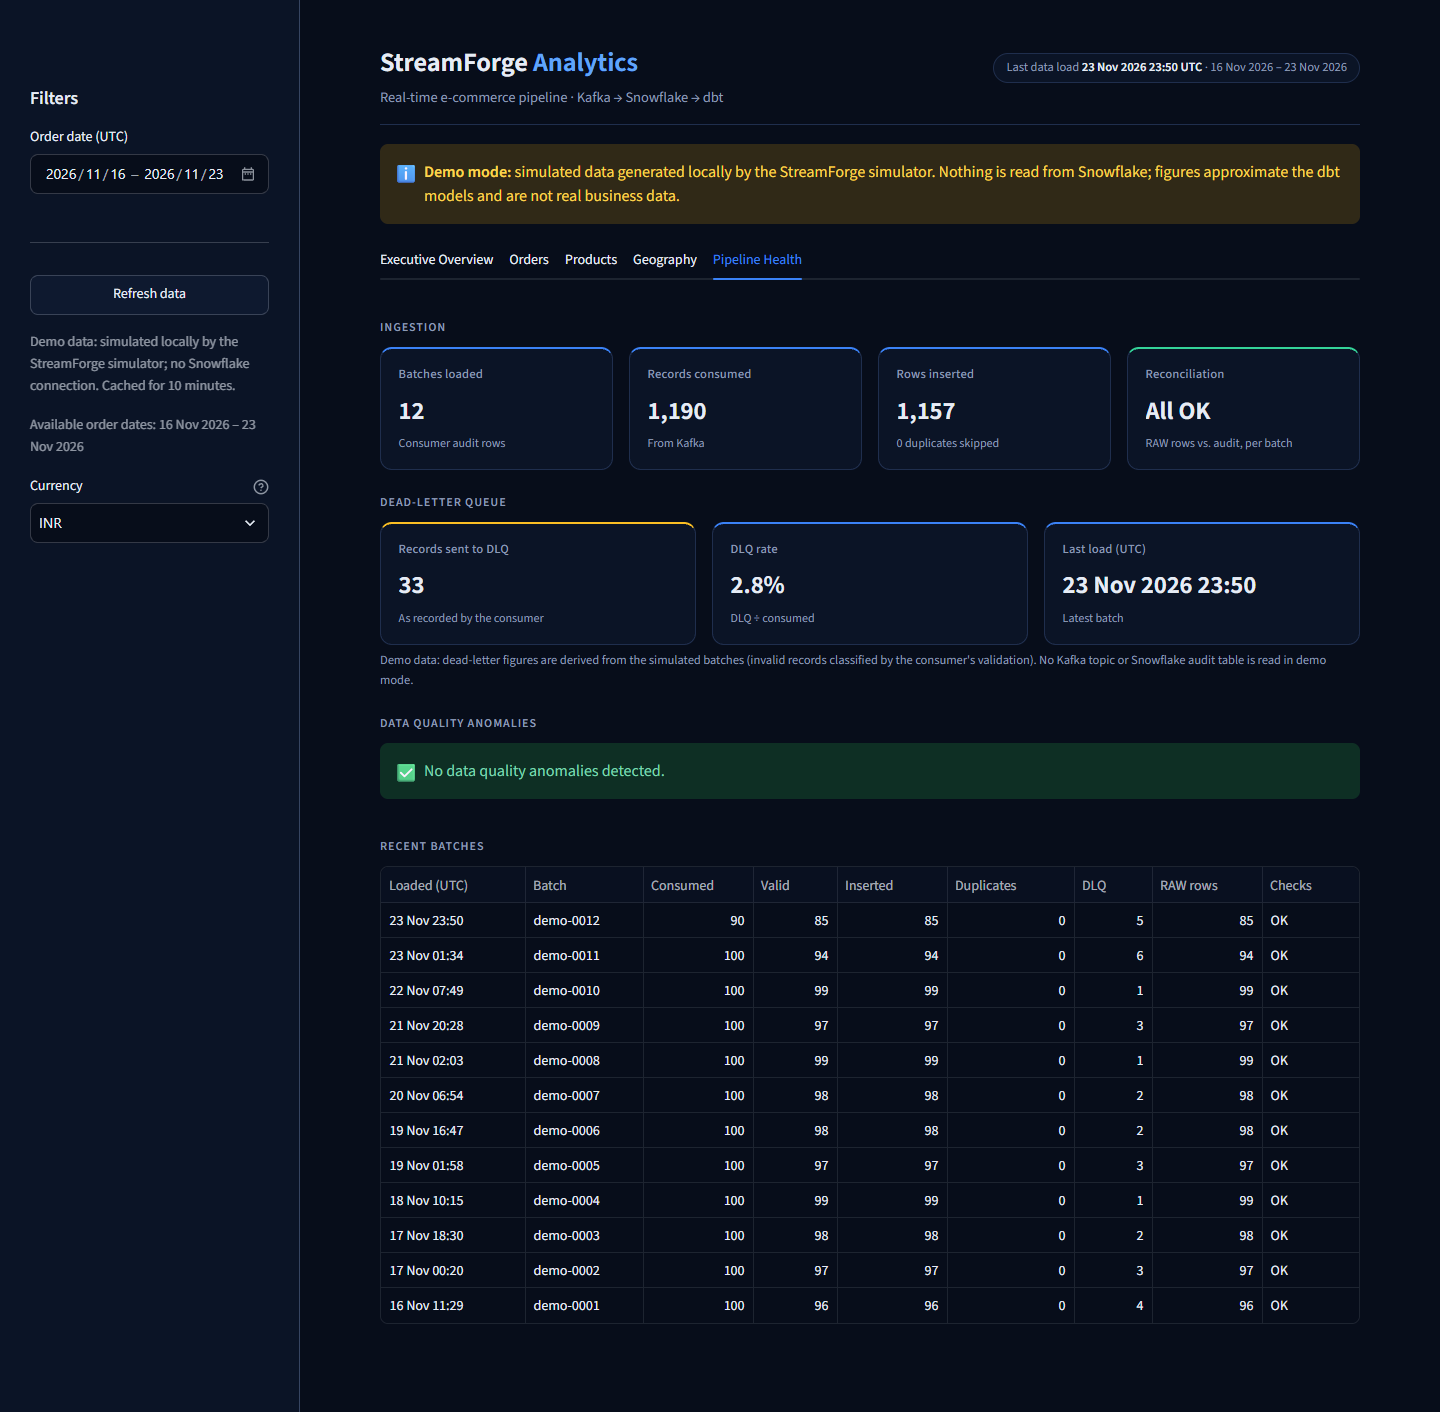 Filters
Order date (UTC)
2026/11/16 – 2026/11/23
Refresh data
Demo data: simulated locally by the
StreamForge simulator; no Snowflake
connection. Cached for 10 minutes.
Available order dates: 16 Nov 2026 – 23
Nov 2026
Currency
INR
StreamForge Analytics
Last data load 23 Nov 2026 23:50 UTC · 16 Nov 2026 – 23 Nov 2026
Real-time e-commerce pipeline · Kafka → Snowflake → dbt
Demo mode: simulated data generated locally by the StreamForge simulator. Nothing is read from Snowflake; figures approximate the dbt
models and are not real business data.
Executive Overview Orders Products Geography Pipeline Health
INGESTION
Batches loaded
12
Consumer audit rows
Records consumed
1,190
From Kafka
Rows inserted
1,157
0 duplicates skipped
Reconciliation
All OK
RAW rows vs. audit, per batch
DEAD-LETTER QUEUE
Records sent to DLQ
33
As recorded by the consumer
DLQ rate
2.8%
DLQ ÷ consumed
Last load (UTC)
23 Nov 2026 23:50
Latest batch
Demo data: dead-letter figures are derived from the simulated batches (invalid records classified by the consumer's validation). No Kafka topic or Snowflake audit table is read in demo
mode.
DATA QUALITY ANOMALIES
No data quality anomalies detected.
RECENT BATCHES
Loaded (UTC) Batch Consumed Valid Inserted Duplicates DLQ RAW rows Checks
23 Nov 23:50 demo-0012 90 85 85 0 5 85 OK
23 Nov 01:34 demo-0011 100 94 94 0 6 94 OK
22 Nov 07:49 demo-0010 100 99 99 0 1 99 OK
21 Nov 20:28 demo-0009 100 97 97 0 3 97 OK
21 Nov 02:03 demo-0008 100 99 99 0 1 99 OK
20 Nov 06:54 demo-0007 100 98 98 0 2 98 OK
19 Nov 16:47 demo-0006 100 98 98 0 2 98 OK
19 Nov 01:58 demo-0005 100 97 97 0 3 97 OK
18 Nov 10:15 demo-0004 100 99 99 0 1 99 OK
17 Nov 18:30 demo-0003 100 98 98 0 2 98 OK
17 Nov 00:20 demo-0002 100 97 97 0 3 97 OK
16 Nov 11:29 demo-0001 100 96 96 0 4 96 OK